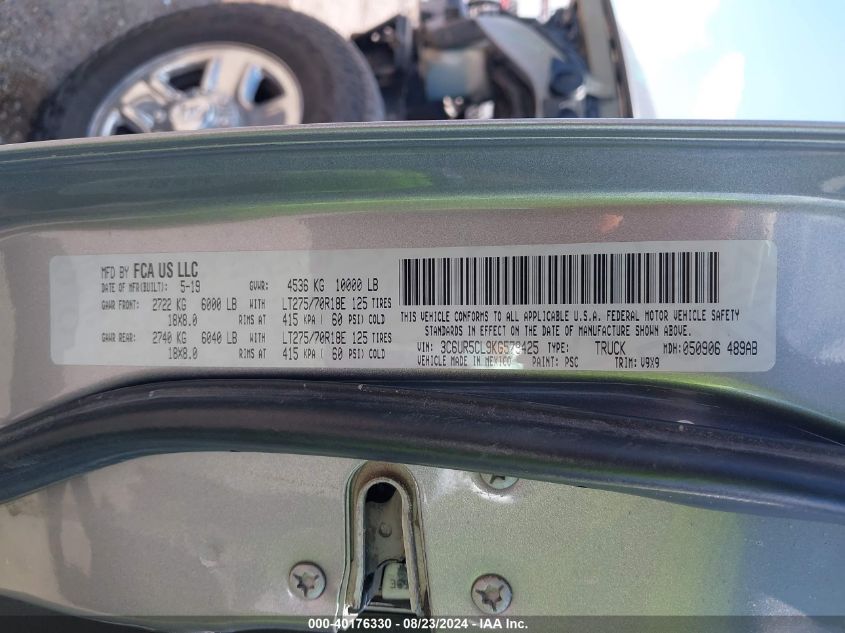 MFD BY FCA US LLC
DATE OF MFR(BUILT): 5-19 GVWR: 4536 KG 10000 LB
GAWR FRONT: 2722 KG 6000 LB WITH LT275/70R18E 125 TIRES
18X8.0 RIMS AT 415 KPA ( 60 PSI) COLD
GAWR REAR: 2740 KG 6040 LB WITH LT275/70R18E 125 TIRES
18X8.0 RIMS AT 415 KPA ( 60 PSI) COLD
THIS VEHICLE CONFORMS TO ALL APPLICABLE U.S.A. FEDERAL MOTOR VEHICLE SAFETY
STANDARDS IN EFFECT ON THE DATE OF MANUFACTURE SHOWN ABOVE
VIN: 3C6UR5CL9KG579425 TYPE: TRUCK MDH: 050906 489AB
VEHICLE MADE IN MEXICO PAINT: PSC TRIM: V9X9
000-40176330 - 08/23/2024 - IAA Inc.